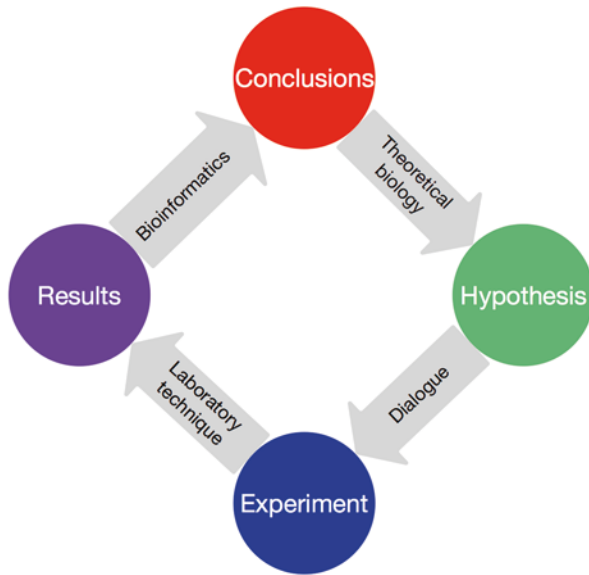 Conclusions
Theoretical
biology
Hypothesis
Dialogue
Experiment
Laboratory
technique
Results
Bioinformatics